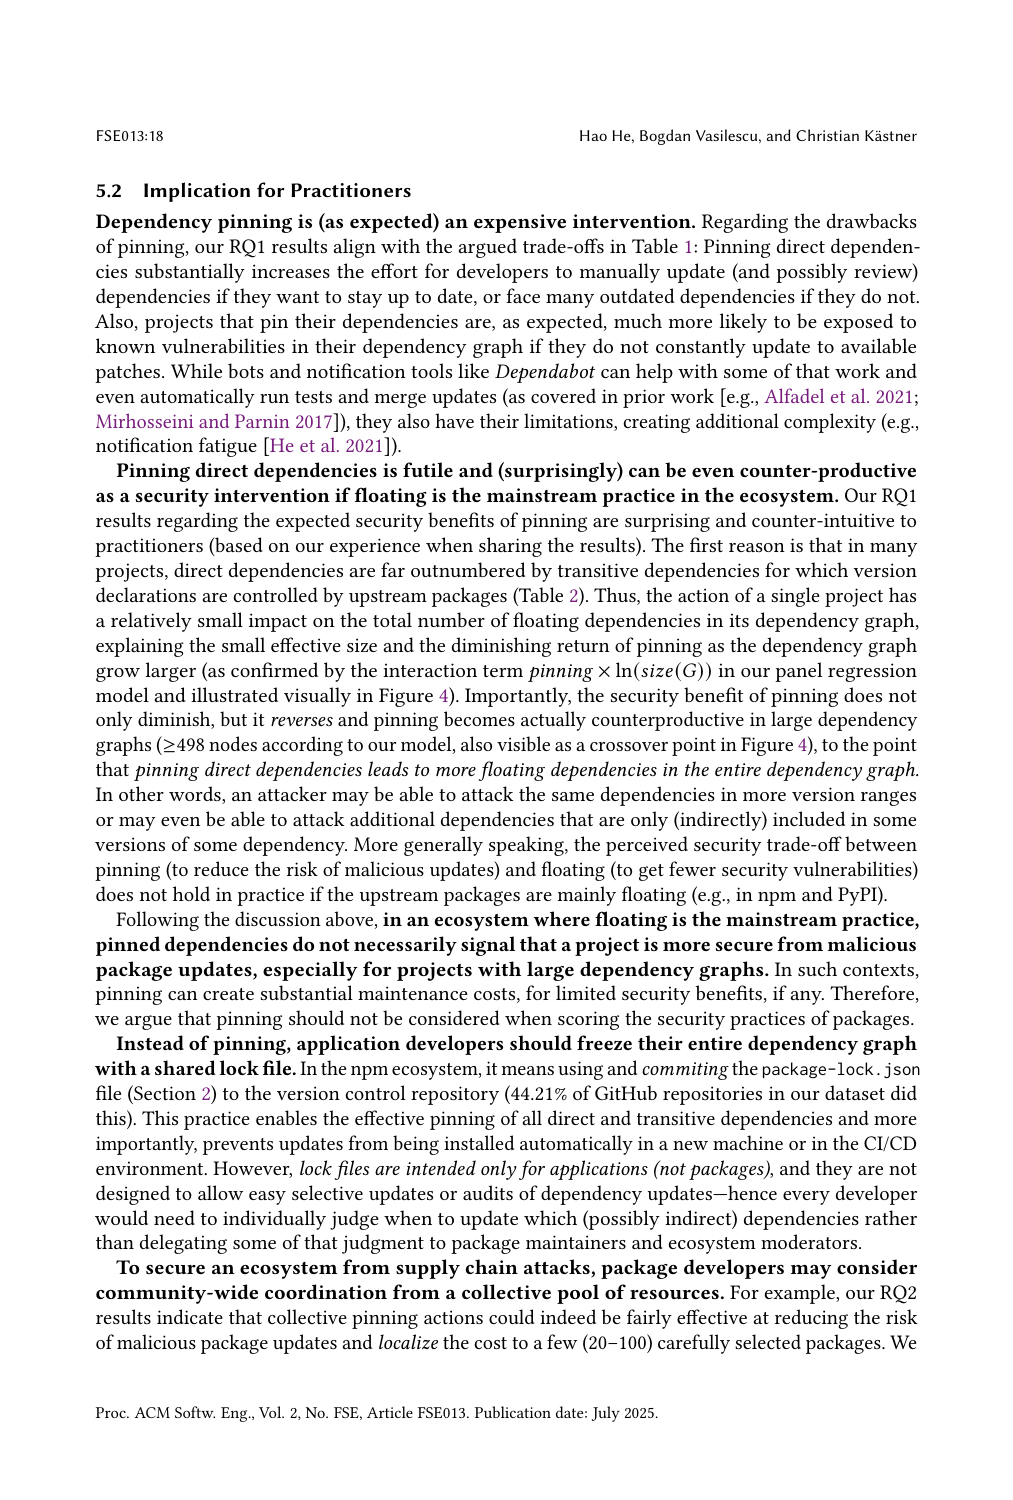 FSE013:18
Hao He, Bogdan Vasilescu, and Christian Kästner
5.2 Implication for Practitioners
Dependency pinning is (as expected) an expensive intervention. Regarding the drawbacks
of pinning, our RQ1 results align with the argued trade-offs in Table 1: Pinning direct dependen-
cies substantially increases the effort for developers to manually update (and possibly review)
dependencies if they want to stay up to date, or face many outdated dependencies if they do not.
Also, projects that pin their dependencies are, as expected, much more likely to be exposed to
known vulnerabilities in their dependency graph if they do not constantly update to available
patches. While bots and notification tools like Dependabot can help with some of that work and
even automatically run tests and merge updates (as covered in prior work [e.g., Alfadel et al. 2021;
Mirhosseini and Parnin 2017]), they also have their limitations, creating additional complexity (e.g.,
notification fatigue [He et al. 2021]).
Pinning direct dependencies is futile and (surprisingly) can be even counter-productive
as a security intervention if floating is the mainstream practice in the ecosystem. Our RQ1
results regarding the expected security benefits of pinning are surprising and counter-intuitive to
practitioners (based on our experience when sharing the results). The first reason is that in many
projects, direct dependencies are far outnumbered by transitive dependencies for which version
declarations are controlled by upstream packages (Table 2). Thus, the action of a single project has
a relatively small impact on the total number of floating dependencies in its dependency graph,
explaining the small effective size and the diminishing return of pinning as the dependency graph
grow larger (as confirmed by the interaction term pinning × ln(size(G)) in our panel regression
model and illustrated visually in Figure 4). Importantly, the security benefit of pinning does not
only diminish, but it reverses and pinning becomes actually counterproductive in large dependency
graphs (≥498 nodes according to our model, also visible as a crossover point in Figure 4), to the point
that pinning direct dependencies leads to more floating dependencies in the entire dependency graph.
In other words, an attacker may be able to attack the same dependencies in more version ranges
or may even be able to attack additional dependencies that are only (indirectly) included in some
versions of some dependency. More generally speaking, the perceived security trade-off between
pinning (to reduce the risk of malicious updates) and floating (to get fewer security vulnerabilities)
does not hold in practice if the upstream packages are mainly floating (e.g., in npm and PyPI).
Following the discussion above, in an ecosystem where floating is the mainstream practice,
pinned dependencies do not necessarily signal that a project is more secure from malicious
package updates, especially for projects with large dependency graphs. In such contexts,
pinning can create substantial maintenance costs, for limited security benefits, if any. Therefore,
we argue that pinning should not be considered when scoring the security practices of packages.
Instead of pinning, application developers should freeze their entire dependency graph
with a shared lock file. In the npm ecosystem, it means using and commiting the package-lock.json
file (Section 2) to the version control repository (44.21% of GitHub repositories in our dataset did
this). This practice enables the effective pinning of all direct and transitive dependencies and more
importantly, prevents updates from being installed automatically in a new machine or in the CI/CD
environment. However, lock files are intended only for applications (not packages), and they are not
designed to allow easy selective updates or audits of dependency updates—hence every developer
would need to individually judge when to update which (possibly indirect) dependencies rather
than delegating some of that judgment to package maintainers and ecosystem moderators.
To secure an ecosystem from supply chain attacks, package developers may consider
community-wide coordination from a collective pool of resources. For example, our RQ2
results indicate that collective pinning actions could indeed be fairly effective at reducing the risk
of malicious package updates and localize the cost to a few (20–100) carefully selected packages. We
Proc. ACM Softw. Eng., Vol. 2, No. FSE, Article FSE013. Publication date: July 2025.